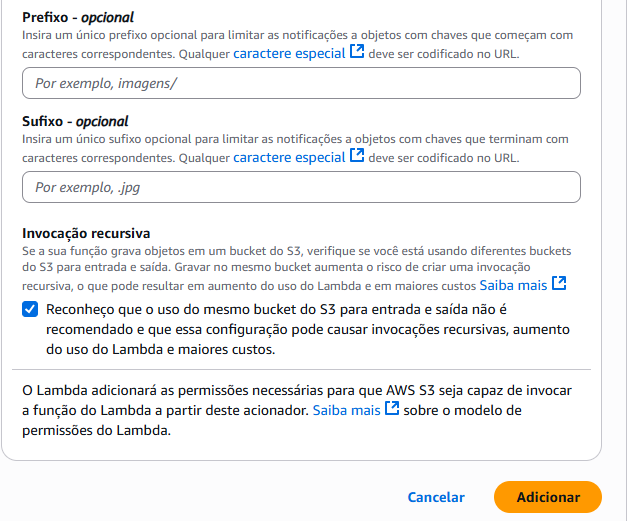 Prefixo - opcional
Insira um único prefixo opcional para limitar as notificações a objetos com chaves que começam com
caracteres correspondentes. Qualquer caractere especial deve ser codificado no URL.
Por exemplo, imagens/
Sufixo - opcional
Insira um único sufixo opcional para limitar as notificações a objetos com chaves que terminam com
caracteres correspondentes. Qualquer caractere especial deve ser codificado no URL.
Por exemplo, .jpg
Invocação recursiva
Se a sua função grava objetos em um bucket do S3, verifique se você está usando diferentes buckets
do S3 para entrada e saída. Gravar no mesmo bucket aumenta o risco de criar uma invocação
recursiva, o que pode resultar em aumento do uso do Lambda e em maiores custos Saiba mais
Reconheço que o uso do mesmo bucket do S3 para entrada e saída não é
recomendado e que essa configuração pode causar invocações recursivas, aumento
do uso do Lambda e maiores custos.
O Lambda adicionará as permissões necessárias para que AWS S3 seja capaz de invocar
a função do Lambda a partir deste acionador. Saiba mais sobre o modelo de
permissões do Lambda.
Cancelar Adicionar